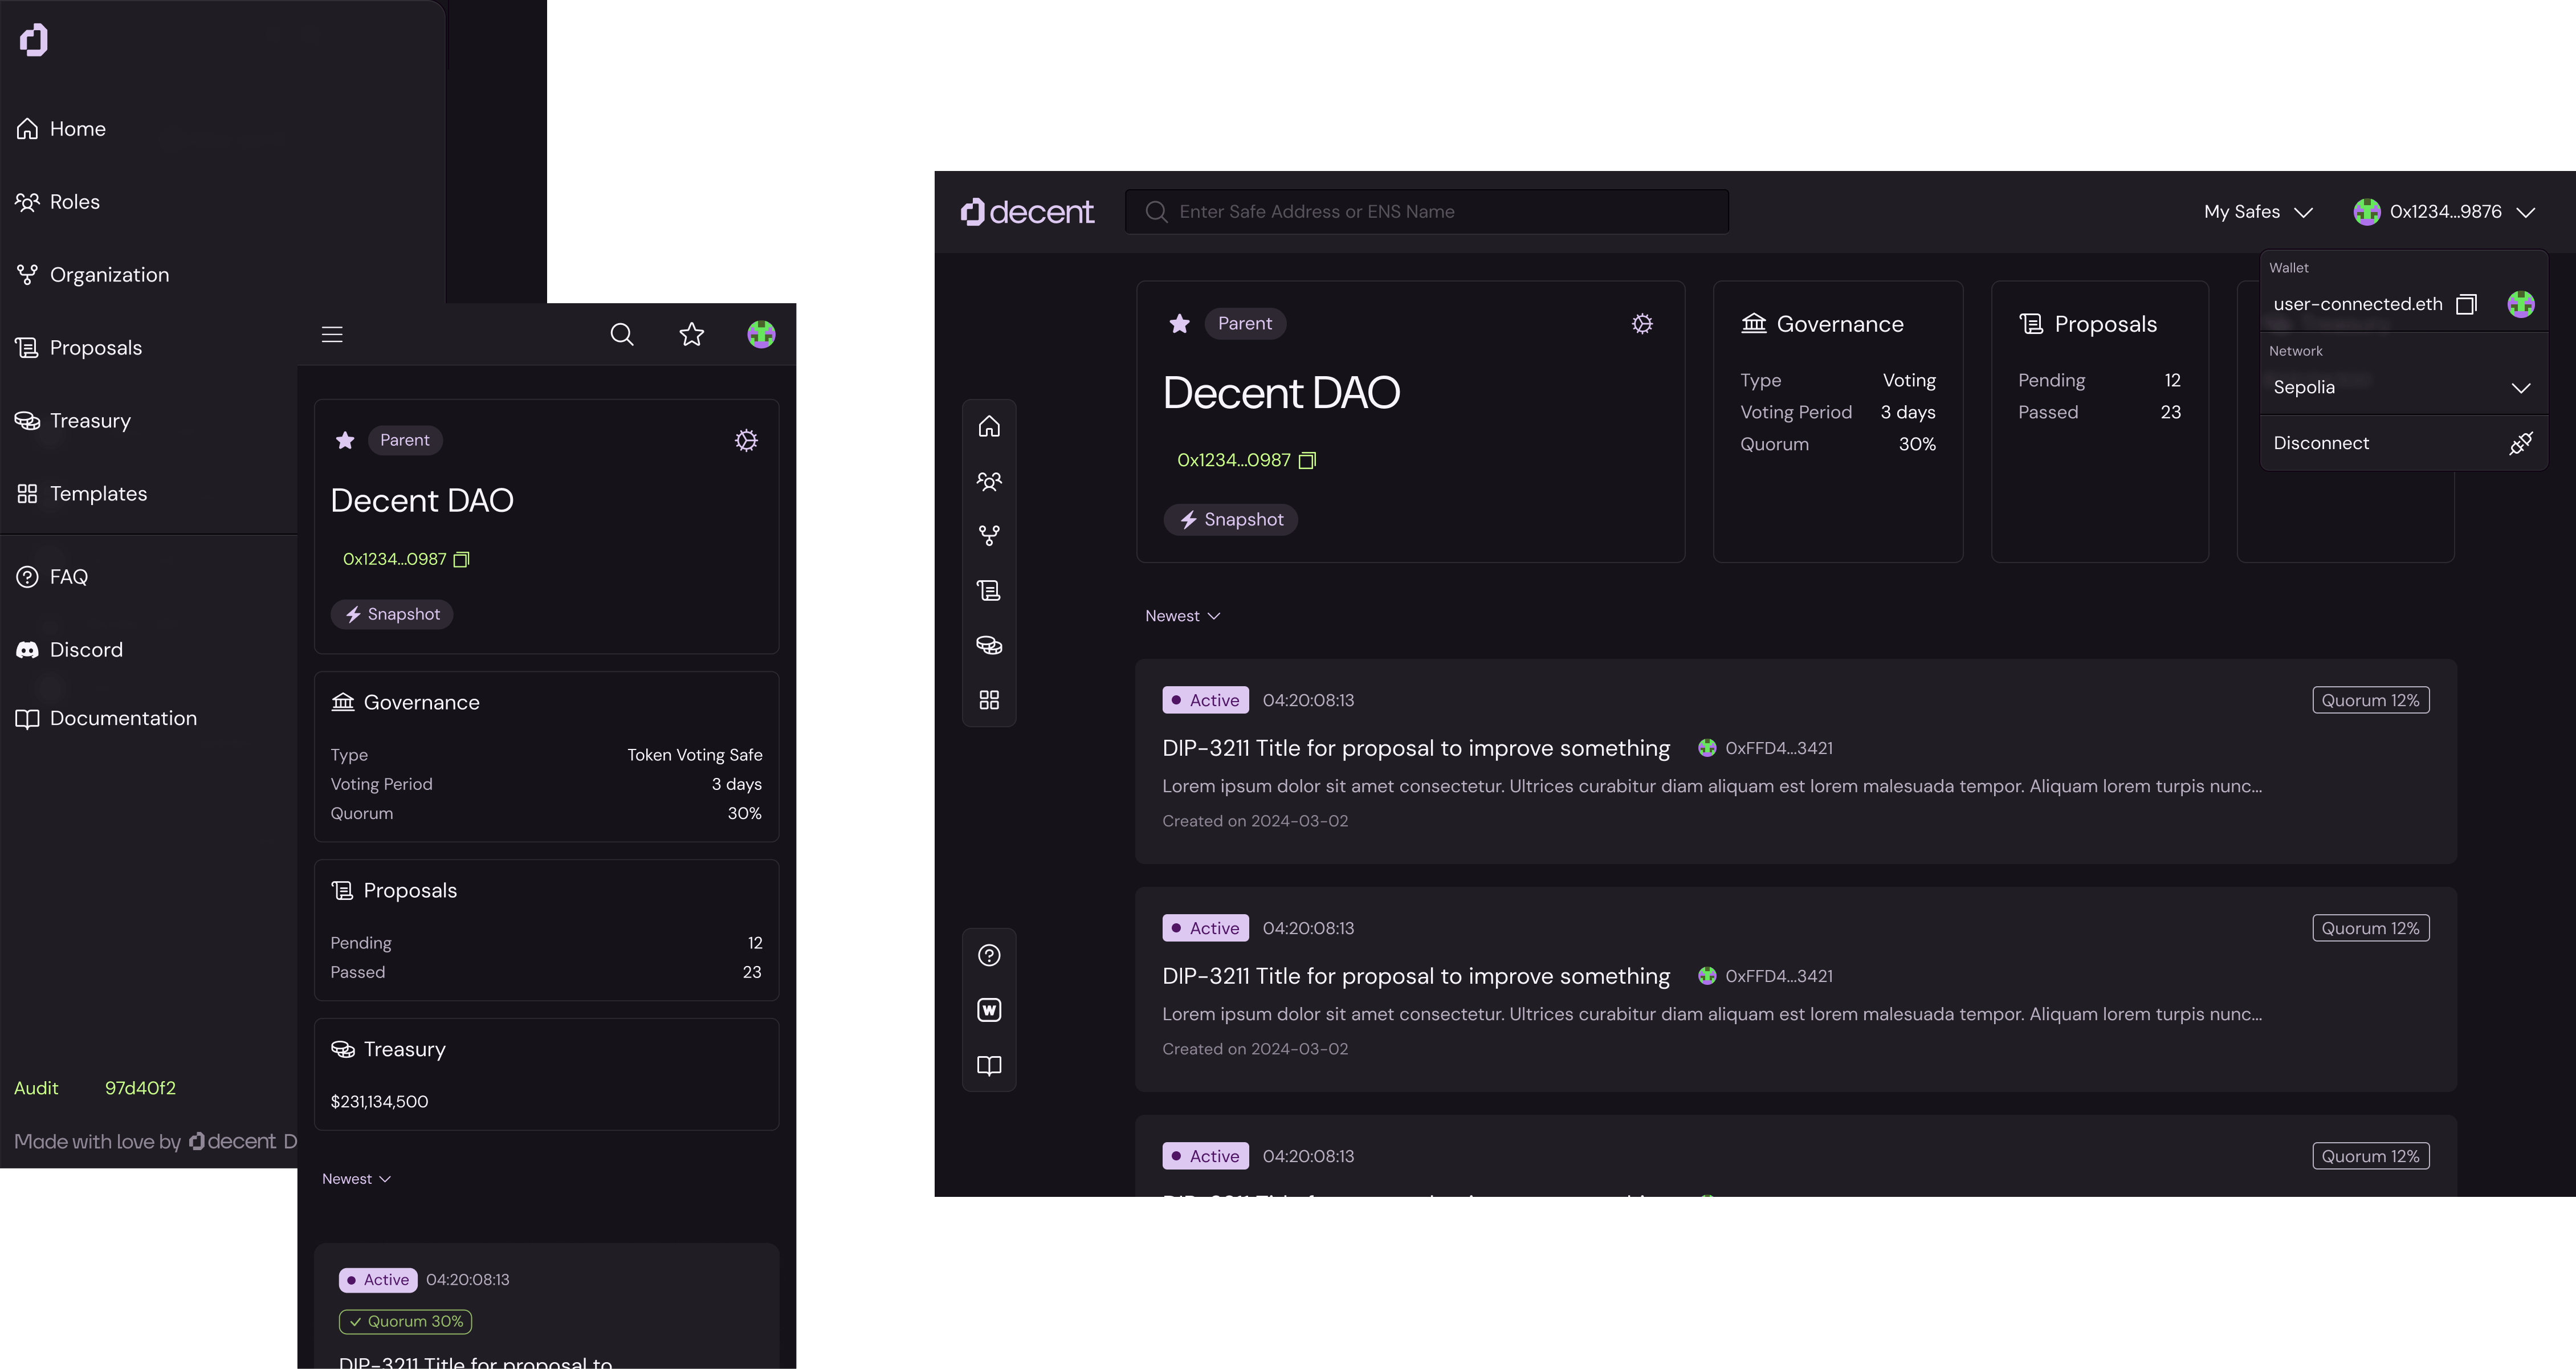 Home
Roles
Organization
Proposals
Treasury
Templates
FAQ
Discord
Documentation
Audit 97d40f2
Made with love by decent D
Parent
Decent DAO
0x1234...0987
Snapshot
Governance
Type Token Voting Safe
Voting Period 3 days
Quorum 30%
Proposals
Pending 12
Passed 23
Treasury
$231,134,500
Newest
Active 04:20:08:13
Quorum 30%
DIP-3211 Title for proposal to
decent
Enter Safe Address or ENS Name
My Safes
0x1234...9876
Wallet
user-connected.eth
Network
Sepolia
Disconnect
Parent
Decent DAO
0x1234...0987
Snapshot
Governance
Type Voting
Voting Period 3 days
Quorum 30%
Proposals
Pending 12
Passed 23
Newest
Active 04:20:08:13 Quorum 12%
DIP-3211 Title for proposal to improve something 0xFFD4...3421
Lorem ipsum dolor sit amet consectetur. Ultrices curabitur diam aliquam est lorem malesuada tempor. Aliquam lorem turpis nunc...
Created on 2024-03-02
Active 04:20:08:13 Quorum 12%
DIP-3211 Title for proposal to improve something 0xFFD4...3421
Lorem ipsum dolor sit amet consectetur. Ultrices curabitur diam aliquam est lorem malesuada tempor. Aliquam lorem turpis nunc...
Created on 2024-03-02
Active 04:20:08:13 Quorum 12%